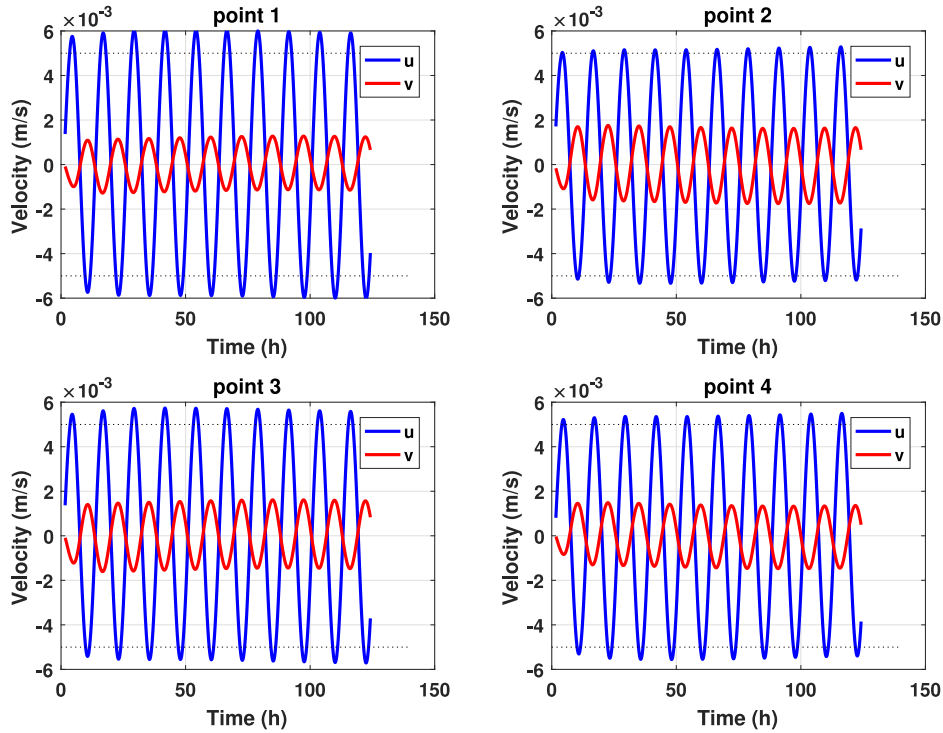 point 1
×10⁻³
6
4
2
0
-2
-4
-6
Velocity (m/s)
u
v
0 50 100 150
Time (h)
point 2
×10⁻³
6
4
2
0
-2
-4
-6
Velocity (m/s)
u
v
0 50 100 150
Time (h)
point 3
×10⁻³
6
4
2
0
-2
-4
-6
Velocity (m/s)
u
v
0 50 100 150
Time (h)
point 4
×10⁻³
6
4
2
0
-2
-4
-6
Velocity (m/s)
u
v
0 50 100 150
Time (h)